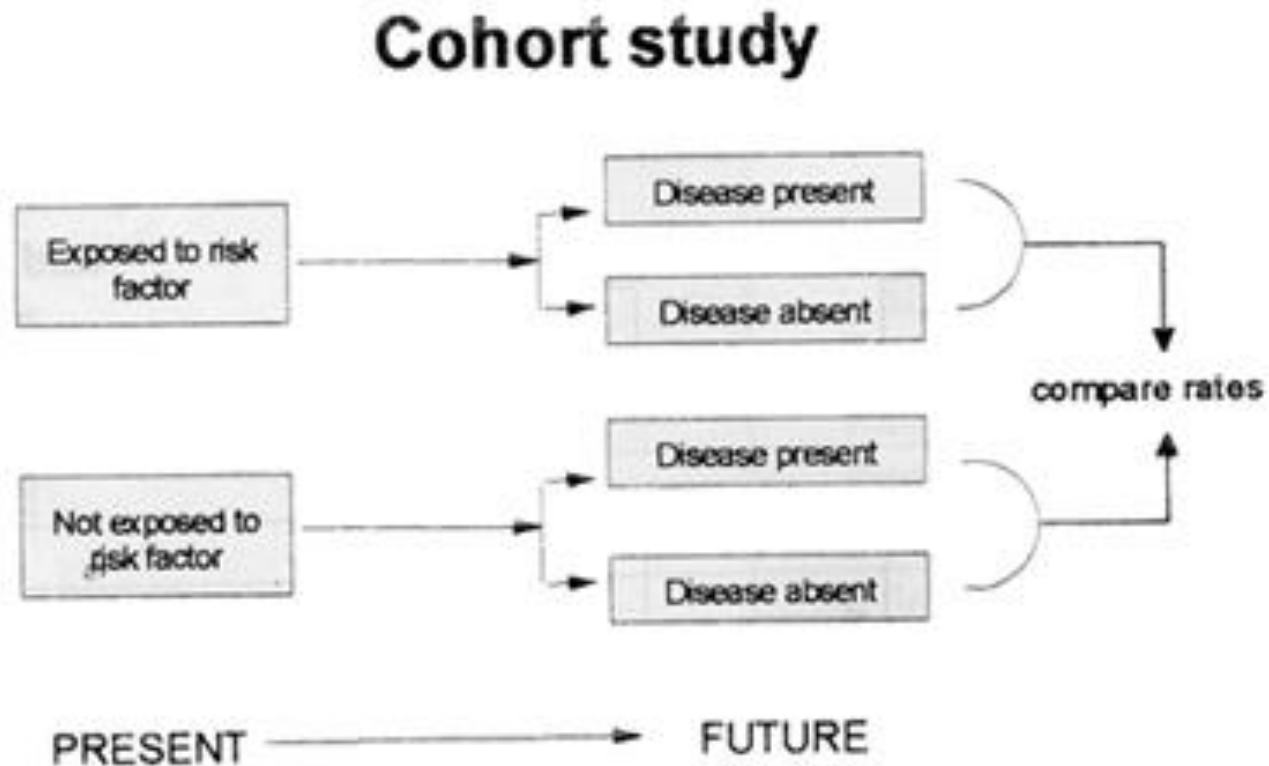 Cohort study
Exposed to risk
factor
Disease present
Disease absent
compare rates
Not exposed to
risk factor
Disease present
Disease absent
PRESENT
FUTURE